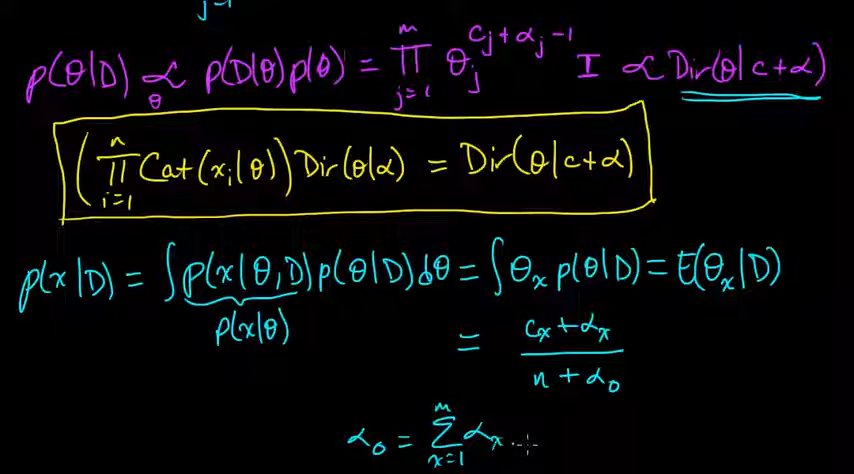 j=1
p(θ|D) ∝_θ p(D|θ)p(θ) = ∏_{j=1}^{m} θ_j^{c_j+α_j-1} I ∝ Dir(θ|c+α)
(∏_{i=1}^{n} Cat(x_i|θ)) Dir(θ|α) = Dir(θ|c+α)
p(x|D) = ∫ p(x|θ,D) p(θ|D) dθ = ∫ θ_x p(θ|D) = E(θ_x|D)
p(x|θ)
= (c_x + α_x) / (n + α_0)
α_0 = ∑_{x=1}^{m} α_x .